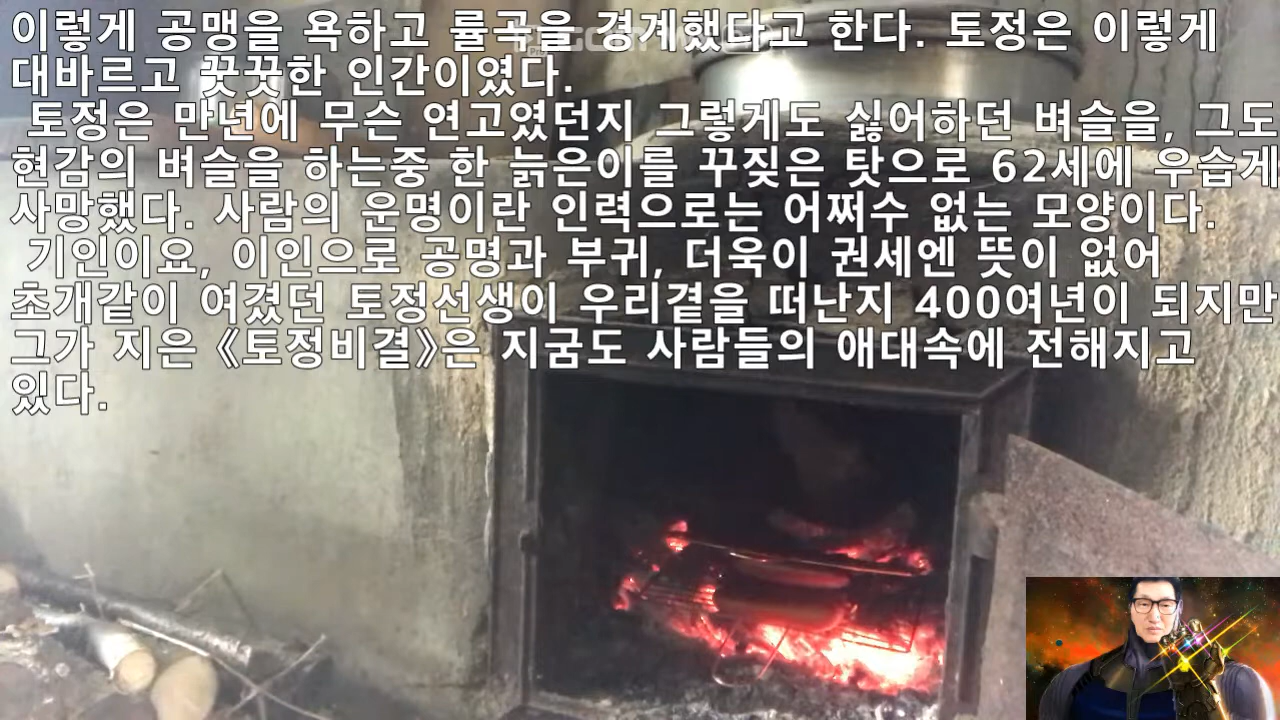 이렇게 공맹을 욕하고 률곡을 경계했다고 한다. 토정은 이렇게
대바르고 꿋꿋한 인간이였다.
토정은 만년에 무슨 연고였던지 그렇게도 싫어하던 벼슬을, 그도
현감의 벼슬을 하는중 한 늙은이를 꾸짖은 탓으로 62세에 우습게
사망했다. 사람의 운명이란 인력으로는 어쩌수 없는 모양이다.
기인이요, 이인으로 공명과 부귀, 더욱이 권세엔 뜻이 없어
초개같이 여겼던 토정선생이 우리곁을 떠난지 400여년이 되지만
그가 지은 《토정비결》은 지굼도 사람들의 애대속에 전해지고
있다.